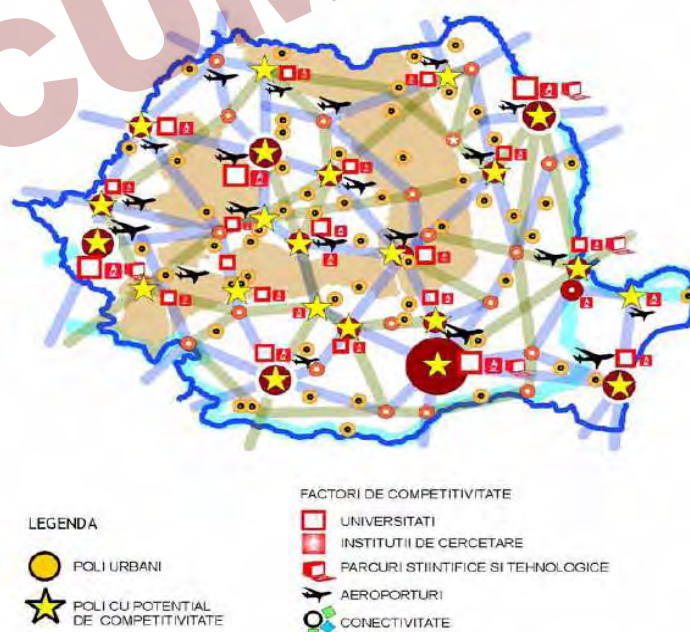 CUM
LEGENDA
POLI URBANI
POLI CU POTENTIAL
DE COMPETITIVITATE
FACTORI DE COMPETITIVITATE
UNIVERSITATI
INSTITUTII DE CERCETARE
PARCURI STIINTIFICE SI TEHNOLOGICE
AEROPORTURI
CONECTIVITATE